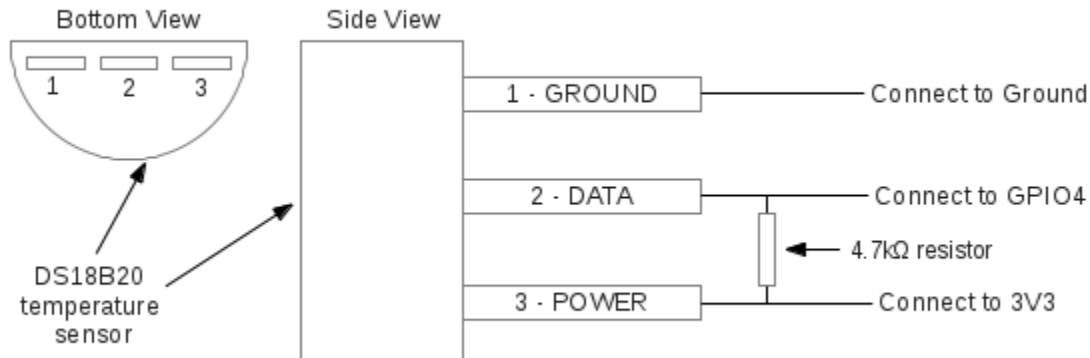 Bottom View
Side View
1
2
3
1 - GROUND
Connect to Ground
2 - DATA
Connect to GPIO4
4.7kΩ resistor
3 - POWER
Connect to 3V3
DS18B20
temperature
sensor